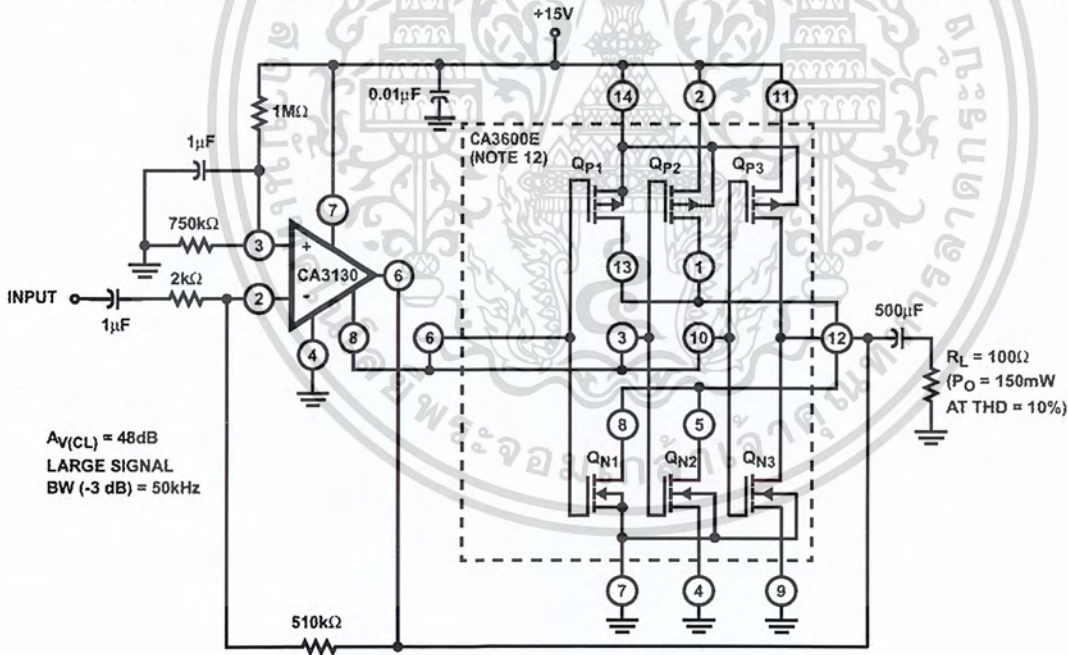 +15V
0.01µF
1MΩ
14
2
11
CA3600E
(NOTE 12)
1µF
QP1
QP2
QP3
7
750kΩ
3
+
CA3130
6
13
1
INPUT
1µF
2kΩ
2
-
4
8
6
3
10
12
500µF
RL = 100Ω
(PO = 150mW
AT THD = 10%)
8
5
AV(CL) = 48dB
LARGE SIGNAL
BW (-3 dB) = 50kHz
QN1
QN2
QN3
7
4
9
510kΩ